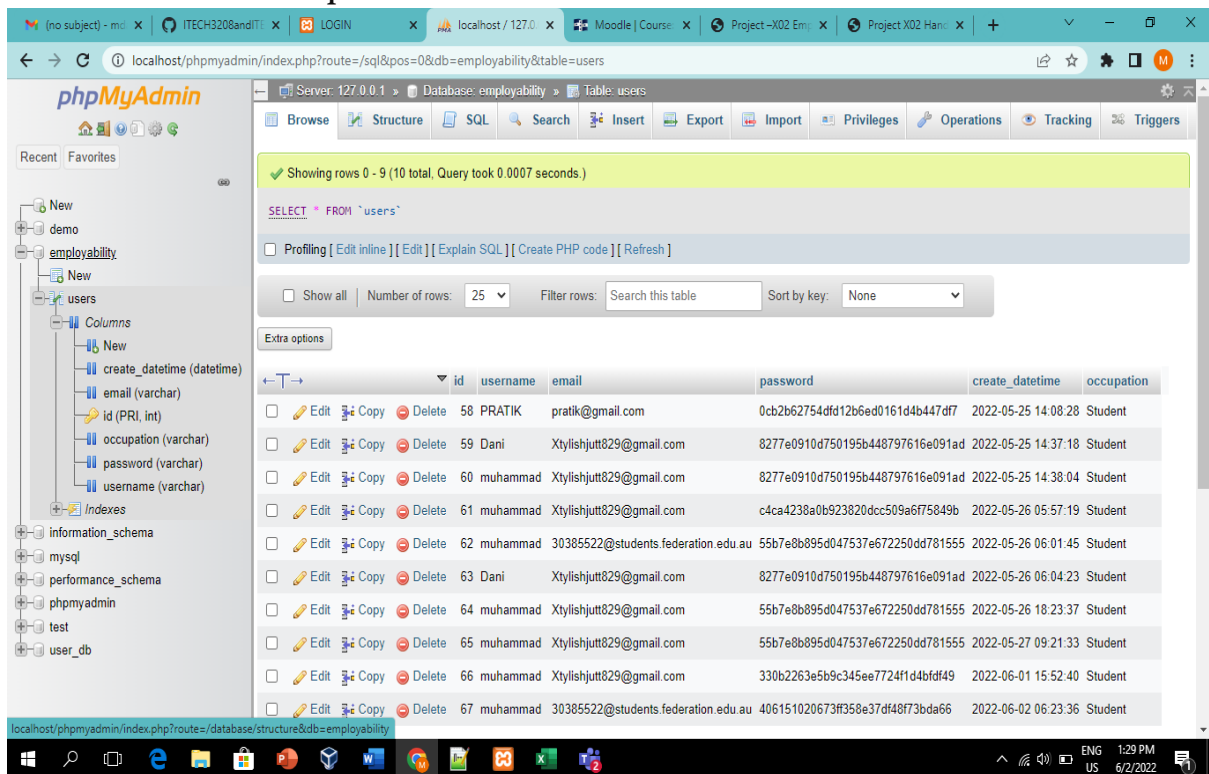 (no subject) - md
ITECH3208andITE
LOGIN
localhost / 127.0.
Moodle | Course:
Project –X02 Emp
Project X02 Hand
localhost/phpmyadmin/index.php?route=/sql&pos=0&db=employability&table=users
M
phpMyAdmin
Recent Favorites
New
demo
employability
New
users
Columns
New
create_datetime (datetime)
email (varchar)
id (PRI, int)
occupation (varchar)
password (varchar)
username (varchar)
Indexes
information_schema
mysql
performance_schema
phpmyadmin
test
user_db
Server: 127.0.0.1 » Database: employability » Table: users
Browse Structure SQL Search Insert Export Import Privileges Operations Tracking Triggers
Showing rows 0 - 9 (10 total, Query took 0.0007 seconds.)
SELECT * FROM `users`
Profiling [ Edit inline ] [ Edit ] [ Explain SQL ] [ Create PHP code ] [ Refresh ]
Show all | Number of rows: 25 Filter rows: Search this table Sort by key: None
Extra options
←T→ id username email password create_datetime occupation
Edit Copy Delete 58 PRATIK pratik@gmail.com 0cb2b62754dfd12b6ed0161d4b447df7 2022-05-25 14:08:28 Student
Edit Copy Delete 59 Dani Xtylishjutt829@gmail.com 8277e0910d750195b448797616e091ad 2022-05-25 14:37:18 Student
Edit Copy Delete 60 muhammad Xtylishjutt829@gmail.com 8277e0910d750195b448797616e091ad 2022-05-25 14:38:04 Student
Edit Copy Delete 61 muhammad Xtylishjutt829@gmail.com c4ca4238a0b923820dcc509a6f75849b 2022-05-26 05:57:19 Student
Edit Copy Delete 62 muhammad 30385522@students.federation.edu.au 55b7e8b895d047537e672250dd781555 2022-05-26 06:01:45 Student
Edit Copy Delete 63 Dani Xtylishjutt829@gmail.com 8277e0910d750195b448797616e091ad 2022-05-26 06:04:23 Student
Edit Copy Delete 64 muhammad Xtylishjutt829@gmail.com 55b7e8b895d047537e672250dd781555 2022-05-26 18:23:37 Student
Edit Copy Delete 65 muhammad Xtylishjutt829@gmail.com 55b7e8b895d047537e672250dd781555 2022-05-27 09:21:33 Student
Edit Copy Delete 66 muhammad Xtylishjutt829@gmail.com 330b2263e5b9c345ee7724f1d4bfdf49 2022-06-01 15:52:40 Student
Edit Copy Delete 67 muhammad 30385522@students.federation.edu.au 406151020673ff358e37df48f73bda66 2022-06-02 06:23:36 Student
localhost/phpmyadmin/index.php?route=/database/structure&db=employability
ENG 1:29 PM
US 6/2/2022